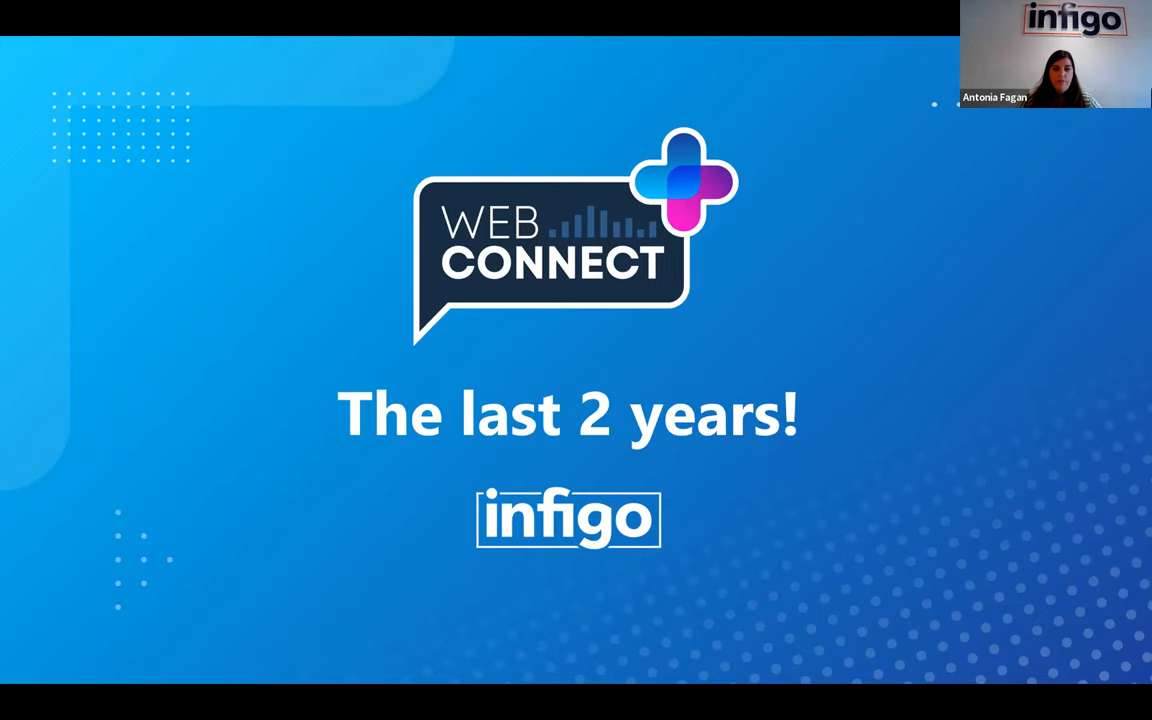 infigo
Antonia Fagan
WEB
CONNECT
The last 2 years!
infigo